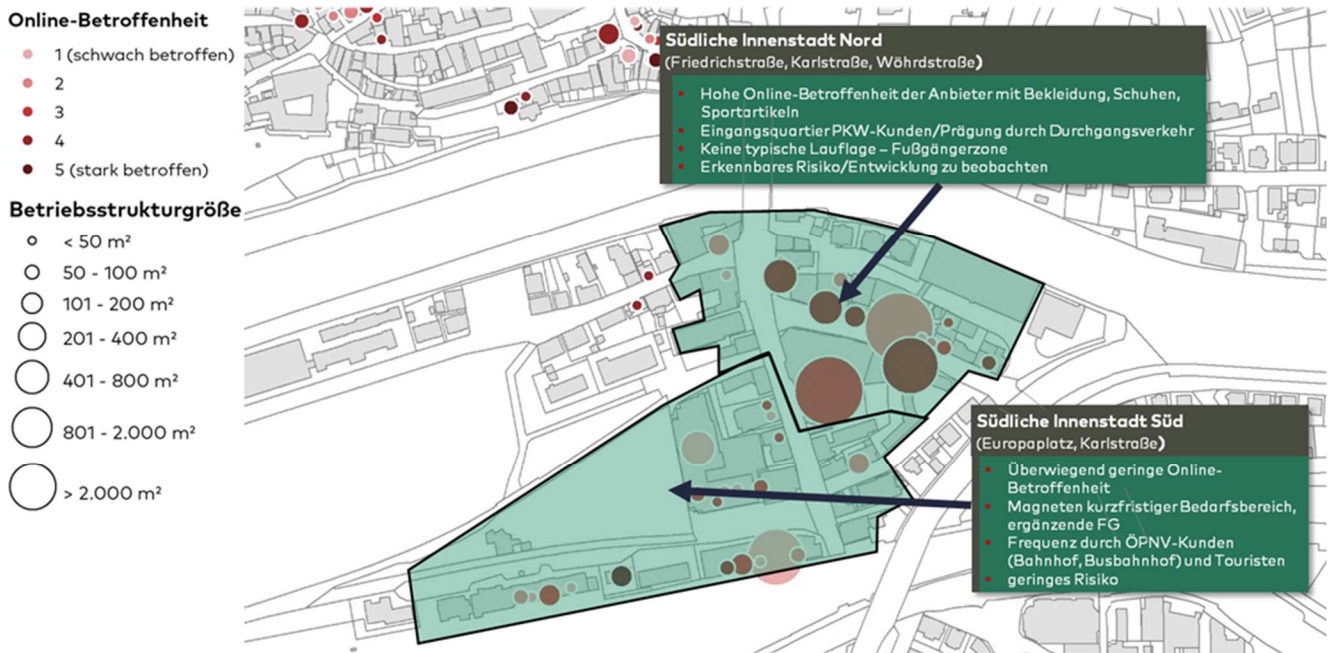 Online-Betroffenheit
1 (schwach betroffen)
2
3
4
5 (stark betroffen)
Betriebsstrukturgröße
< 50 m²
50 - 100 m²
101 - 200 m²
201 - 400 m²
401 - 800 m²
801 - 2.000 m²
> 2.000 m²
Südliche Innenstadt Nord
(Friedrichstraße, Karlstraße, Wöhrdstraße)
Hohe Online-Betroffenheit der Anbieter mit Bekleidung, Schuhen,
Sportartikeln
Eingangsquartier PKW-Kunden/Prägung durch Durchgangsverkehr
Keine typische Lauflage – Fußgängerzone
Erkennbares Risiko/Entwicklung zu beobachten
Südliche Innenstadt Süd
(Europaplatz, Karlstraße)
Überwiegend geringe Online-
Betroffenheit
Magneten kurzfristiger Bedarfsbereich,
ergänzende FG
Frequenz durch ÖPNV-Kunden
(Bahnhof, Busbahnhof) und Touristen
geringes Risiko